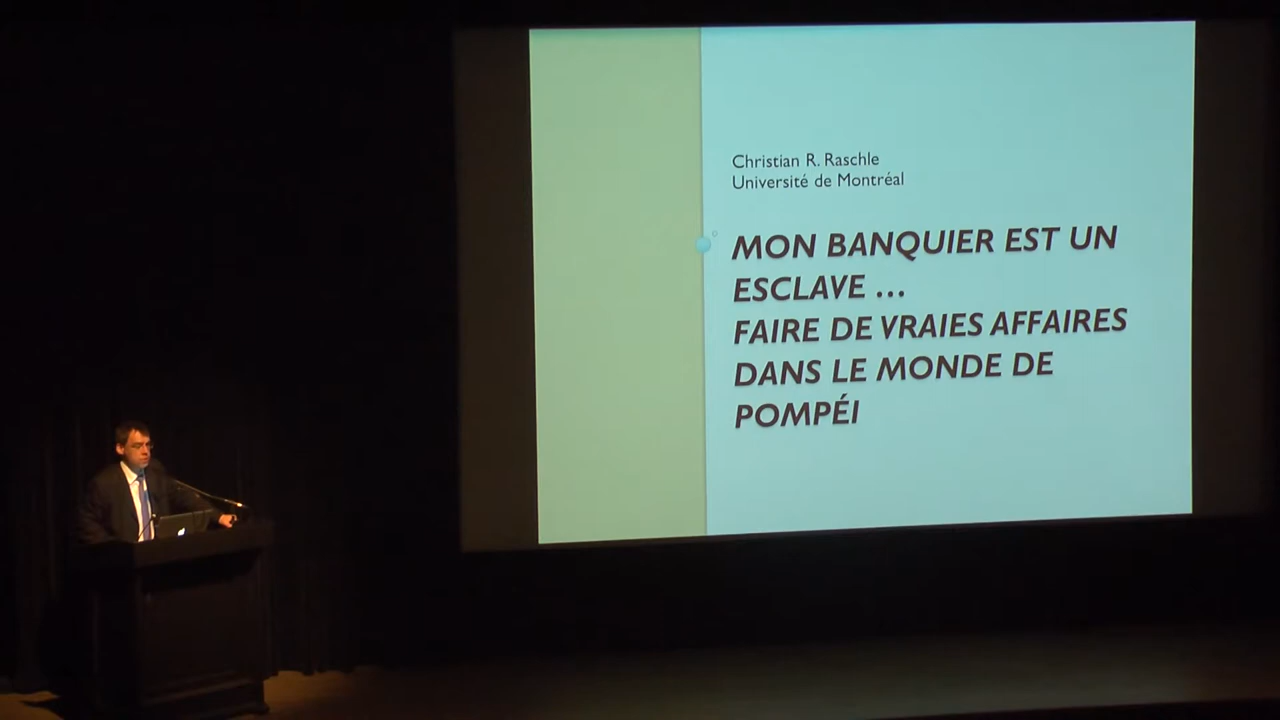 Christian R. Raschle
Université de Montréal
MON BANQUIER EST UN
ESCLAVE ...
FAIRE DE VRAIES AFFAIRES
DANS LE MONDE DE
POMPÉI